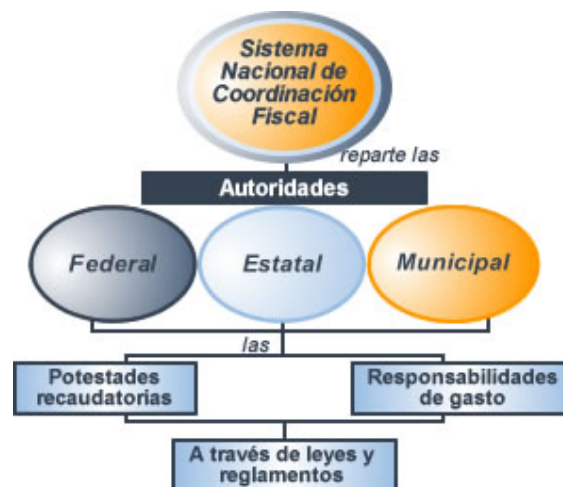 Sistema
Nacional de
Coordinación
Fiscal
reparte las
Autoridades
Federal
Estatal
Municipal
las
Potestades
recaudatorias
Responsabilidades
de gasto
A través de leyes y
reglamentos